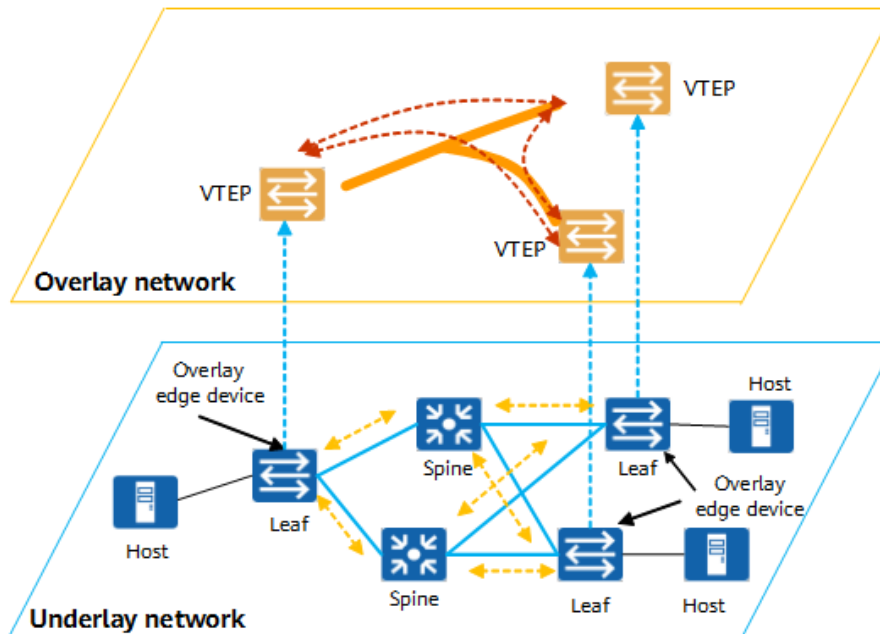 VTEP
VTEP
VTEP
Overlay network
Overlay
edge device
Host
Spine
Leaf
Leaf
Overlay
edge device
Host
Spine
Leaf
Host
Underlay network